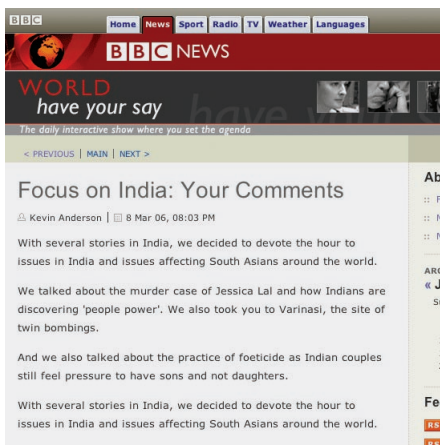 BBC
Home News Sport Radio TV Weather Languages
BBC NEWS
WORLD
have your say
have your s
The daily interactive show where you set the agenda
< PREVIOUS | MAIN | NEXT >
Focus on India: Your Comments
Kevin Anderson | 8 Mar 06, 08:03 PM
With several stories in India, we decided to devote the hour to
issues in India and issues affecting South Asians around the world.
We talked about the murder case of Jessica Lal and how Indians are
discovering 'people power'. We also took you to Varinasi, the site of
twin bombings.
And we also talked about the practice of foeticide as Indian couples
still feel pressure to have sons and not daughters.
With several stories in India, we decided to devote the hour to
issues in India and issues affecting South Asians around the world.
Ab
« J
Fe
RS